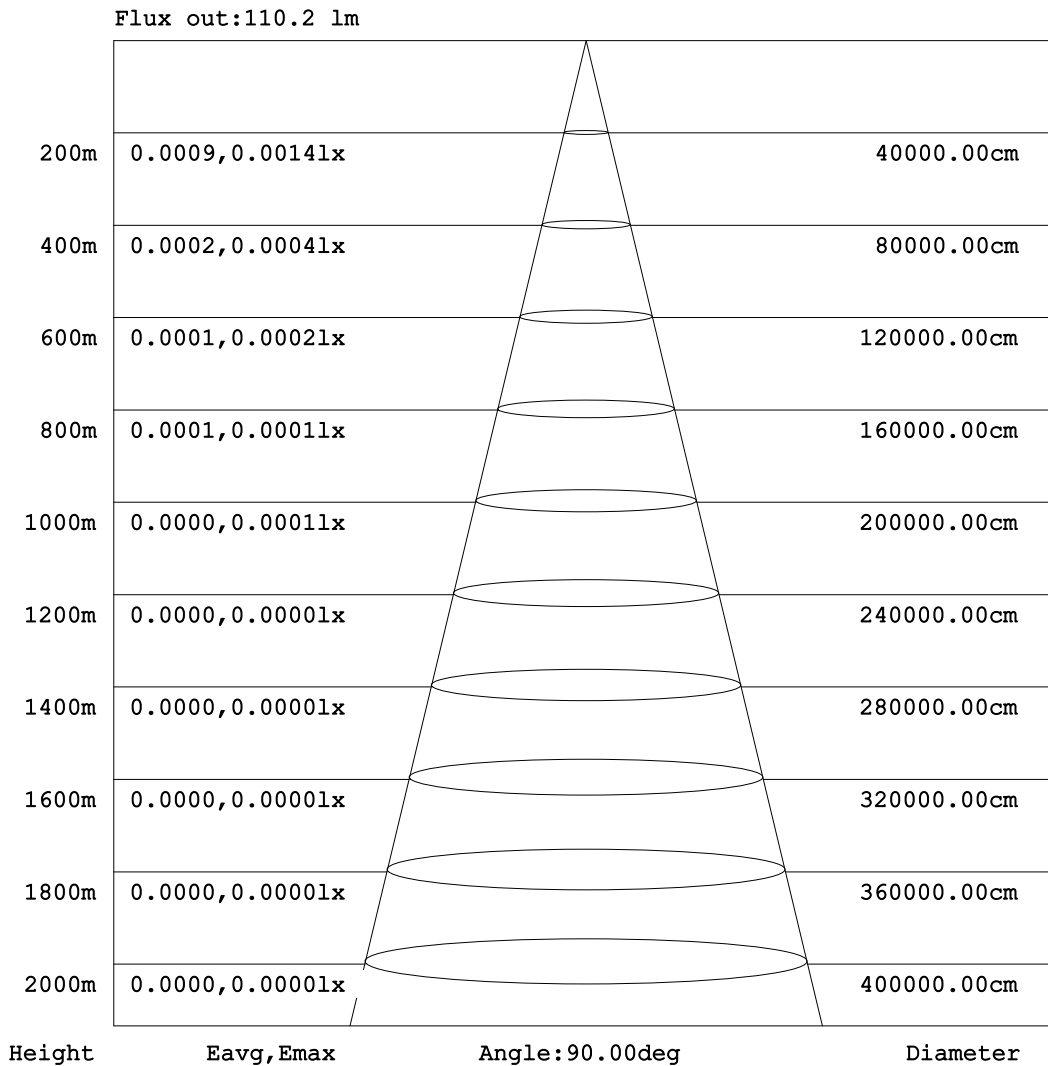 Flux out:110.2 lm
200m 0.0009,0.0014lx 40000.00cm
400m 0.0002,0.0004lx 80000.00cm
600m 0.0001,0.0002lx 120000.00cm
800m 0.0001,0.0001lx 160000.00cm
1000m 0.0000,0.0001lx 200000.00cm
1200m 0.0000,0.0000lx 240000.00cm
1400m 0.0000,0.0000lx 280000.00cm
1600m 0.0000,0.0000lx 320000.00cm
1800m 0.0000,0.0000lx 360000.00cm
2000m 0.0000,0.0000lx 400000.00cm
Height Eavg,Emax Angle:90.00deg Diameter